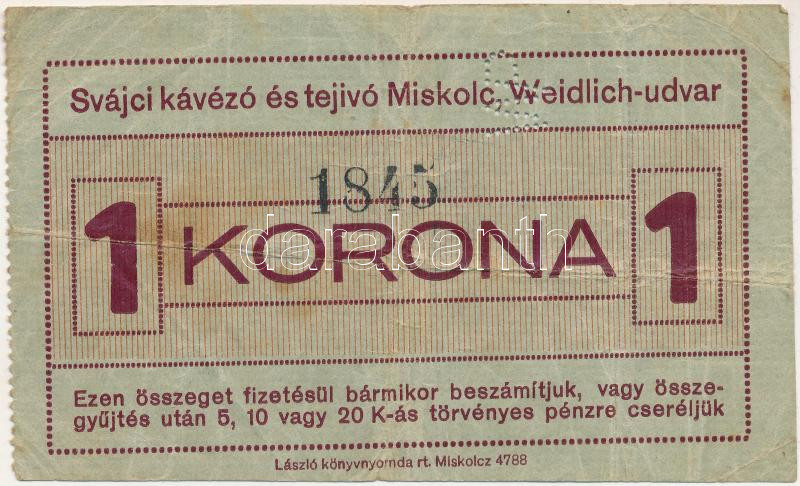 Svájci kávézó és tejivó Miskolc, Weidlich-udvar
1845
1 KORONA 1
darabanth
Ezen összeget fizetésül bármikor beszámítjuk, vagy össze-
gyűjtés után 5, 10 vagy 20 K-ás törvényes pénzre cseréljük
László könyvnyomda rt. Miskolcz 4788